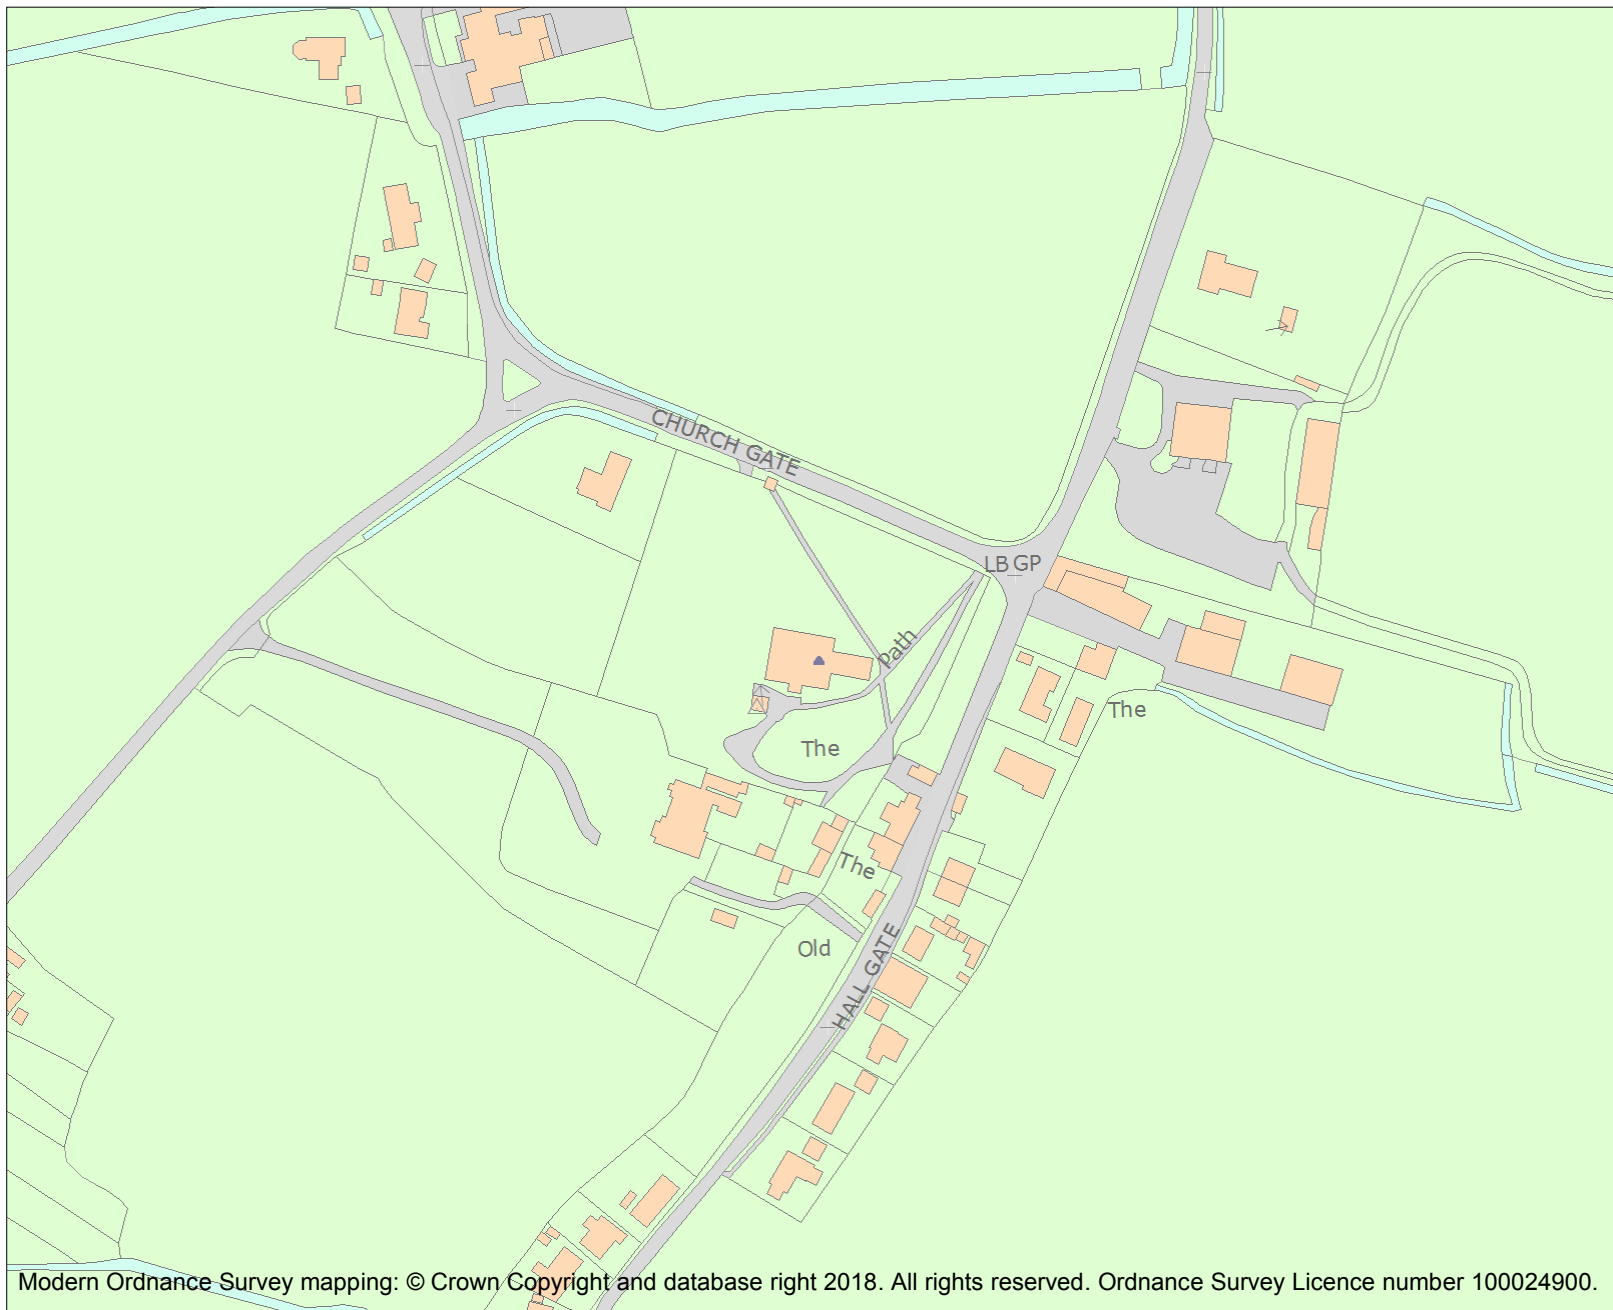 CHURCH GATE
LB GP
Path
The
The
The
Old
HALL GATE
Modern Ordnance Survey mapping: © Crown Copyright and database right 2018. All rights reserved. Ordnance Survey Licence number 100024900.